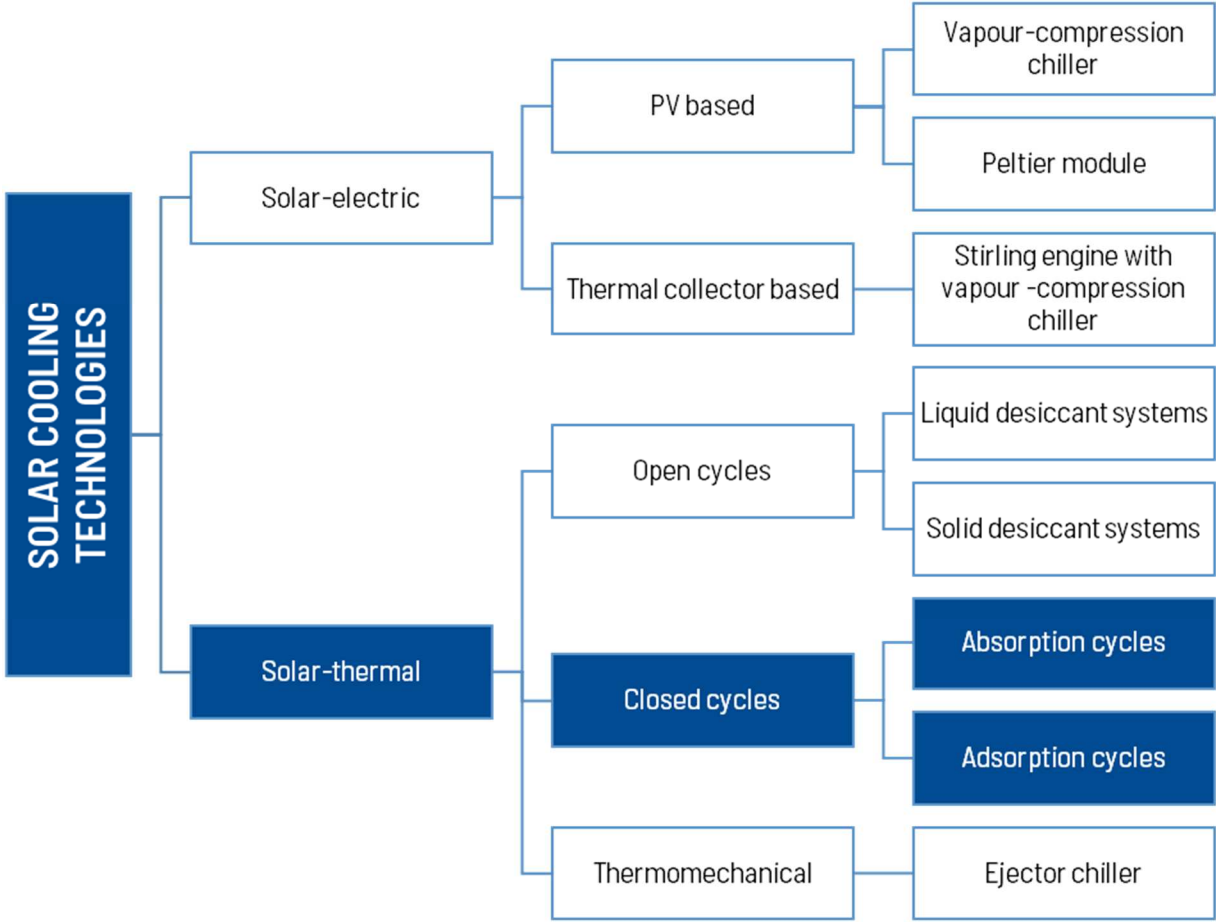 SOLAR COOLING
TECHNOLOGIES
Solar-electric
PV based
Vapour-compression
chiller
Peltier module
Thermal collector based
Stirling engine with
vapour -compression
chiller
Solar-thermal
Open cycles
Liquid desiccant systems
Solid desiccant systems
Closed cycles
Absorption cycles
Adsorption cycles
Thermomechanical
Ejector chiller